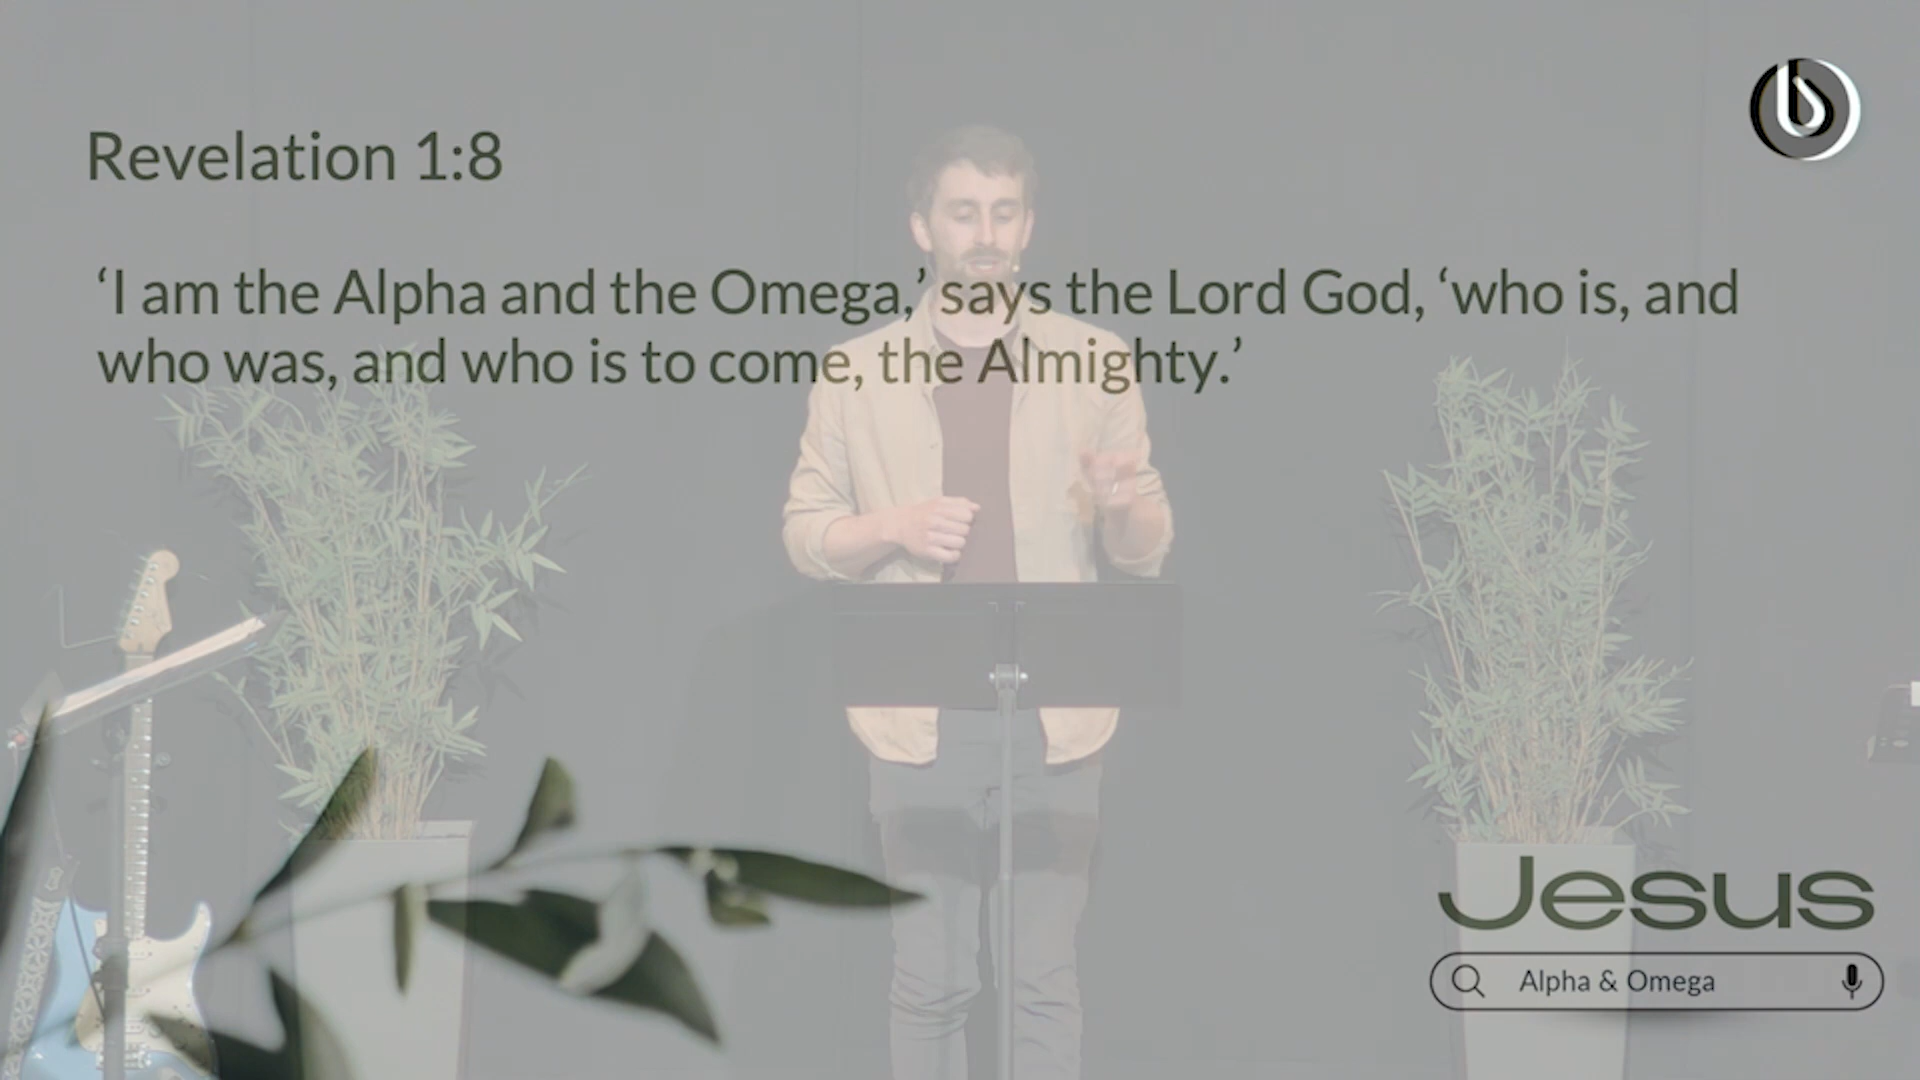 Revelation 1:8
‘I am the Alpha and the Omega,’ says the Lord God, ‘who is, and
who was, and who is to come, the Almighty.’
Jesus
Alpha & Omega